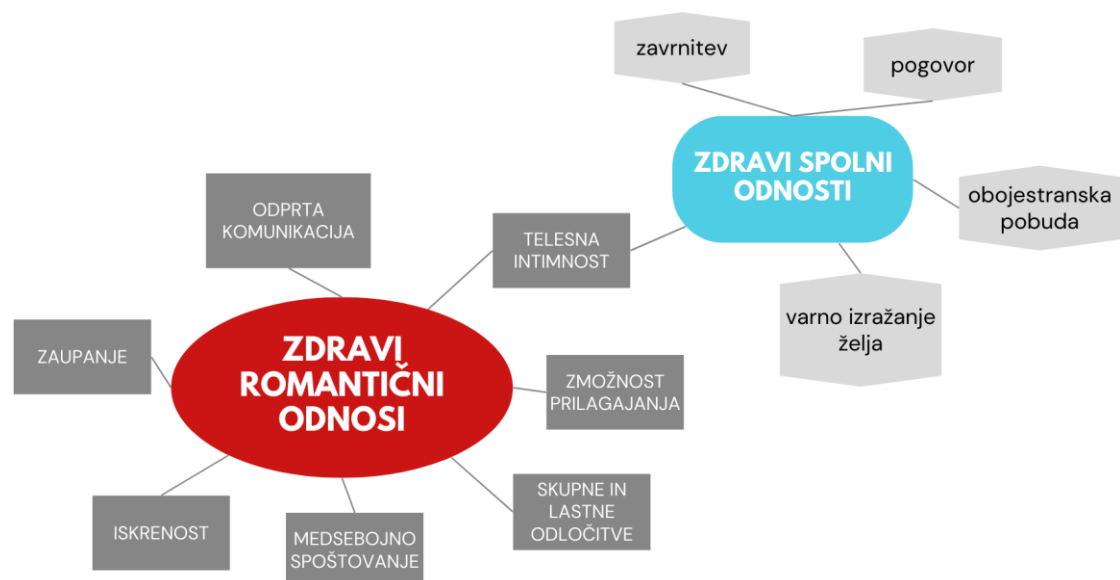 zavrnitev
pogovor
ZDRAVI SPOLNI
ODNOSTI
obojestranska
pobuda
varno izražanje
želja
ODPRTA
KOMUNIKACIJA
TELESNA
INTIMNOST
ZAUPANJE
ZDRAVI
ROMANTIČNI
ODNOSI
ZMOŽNOST
PRILAGAJANJA
ISKRENOST
MEDSEBOJNO
SPOŠTOVANJE
SKUPNE IN
LASTNE
ODLOČITVE